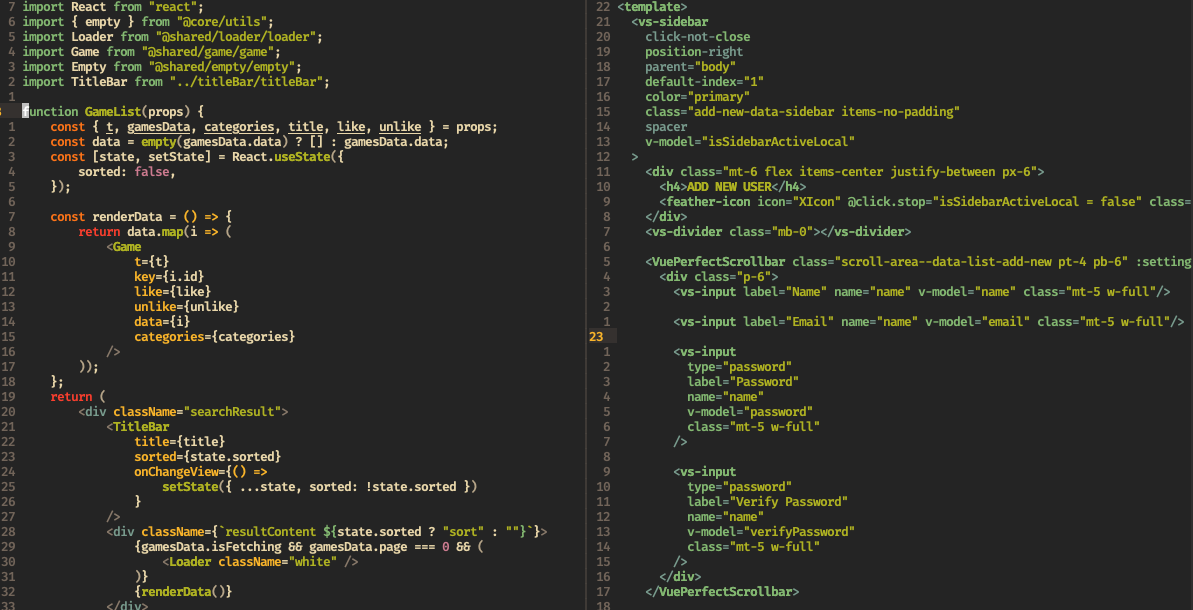 7 import React from "react";
6 import { empty } from "@core/utils";
5 import Loader from "@shared/loader/loader";
4 import Game from "@shared/game/game";
3 import Empty from "@shared/empty/empty";
2 import TitleBar from "../titleBar/titleBar";
1
function GameList(props) {
1 const { t, gamesData, categories, title, like, unlike } = props;
2 const data = empty(gamesData.data) ? [] : gamesData.data;
3 const [state, setState] = React.useState({
4 sorted: false,
5 });
6
7 const renderData = () => {
8 return data.map(i => (
9 <Game
10 t={t}
11 key={i.id}
12 like={like}
13 unlike={unlike}
14 data={i}
15 categories={categories}
16 />
17 ));
18 };
19 return (
20 <div className="searchResult">
21 <TitleBar
22 title={title}
23 sorted={state.sorted}
24 onChangeView={() =>
25 setState({ ...state, sorted: !state.sorted })
26 }
27 />
28 <div className={`resultContent ${state.sorted ? "sort" : ""}`}>
29 {gamesData.isFetching && gamesData.page === 0 && (
30 <Loader className="white" />
31 )}
32 {renderData()}
33 </div>
22 <template>
21 <vs-sidebar
20 click-not-close
19 position-right
18 parent="body"
17 default-index="1"
16 color="primary"
15 class="add-new-data-sidebar items-no-padding"
14 spacer
13 v-model="isSidebarActiveLocal"
12 >
11 <div class="mt-6 flex items-center justify-between px-6">
10 <h4>ADD NEW USER</h4>
9 <feather-icon icon="XIcon" @click.stop="isSidebarActiveLocal = false" class=
8 </div>
7 <vs-divider class="mb-0"></vs-divider>
6
5 <VuePerfectScrollbar class="scroll-area--data-list-add-new pt-4 pb-6" :setting
4 <div class="p-6">
3 <vs-input label="Name" name="name" v-model="name" class="mt-5 w-full"/>
2
1 <vs-input label="Email" name="name" v-model="email" class="mt-5 w-full"/>
23
1 <vs-input
2 type="password"
3 label="Password"
4 name="name"
5 v-model="password"
6 class="mt-5 w-full"
7 />
8
9 <vs-input
10 type="password"
11 label="Verify Password"
12 name="name"
13 v-model="verifyPassword"
14 class="mt-5 w-full"
15 />
16 </div>
17 </VuePerfectScrollbar>
18